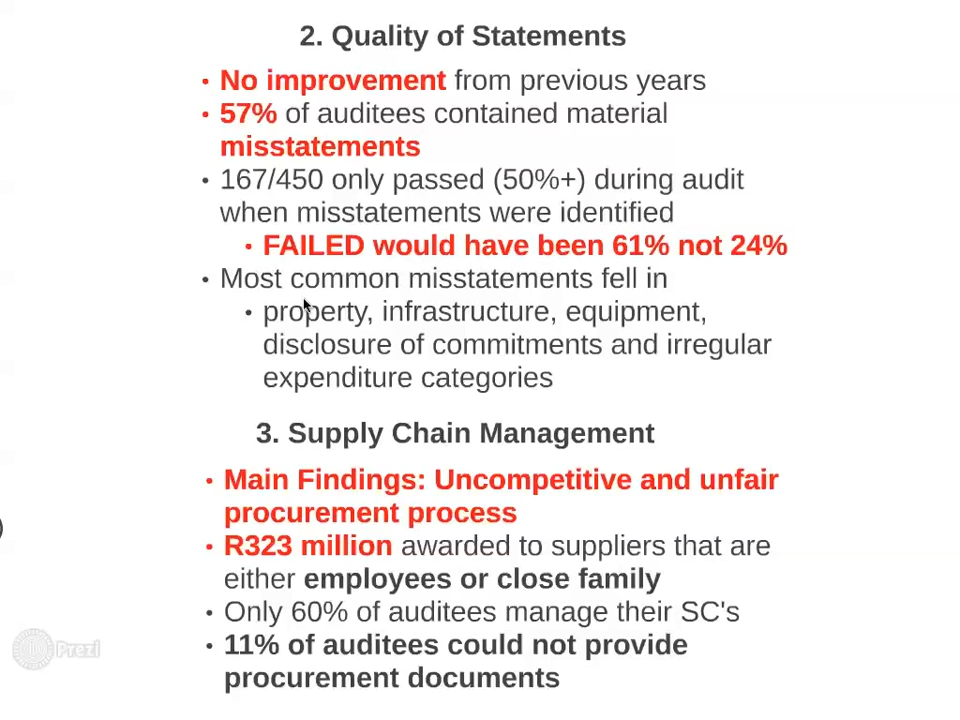 2. Quality of Statements
• No improvement from previous years
• 57% of auditees contained material
misstatements
• 167/450 only passed (50%+) during audit
when misstatements were identified
• FAILED would have been 61% not 24%
• Most common misstatements fell in
• property, infrastructure, equipment,
disclosure of commitments and irregular
expenditure categories
3. Supply Chain Management
• Main Findings: Uncompetitive and unfair
procurement process
• R323 million awarded to suppliers that are
either employees or close family
• Only 60% of auditees manage their SC's
• 11% of auditees could not provide
procurement documents
)
Prezi